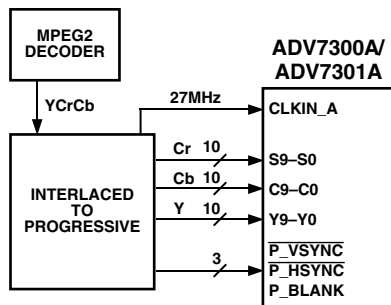 MPEG2
DECODER
YCrCb
INTERLACED
TO
PROGRESSIVE
ADV7300A/
ADV7301A
27MHz
CLKIN_A
Cr 10
S9–S0
Cb 10
C9–C0
Y 10
Y9–Y0
3
P_VSYNC
P_HSYNC
P_BLANK